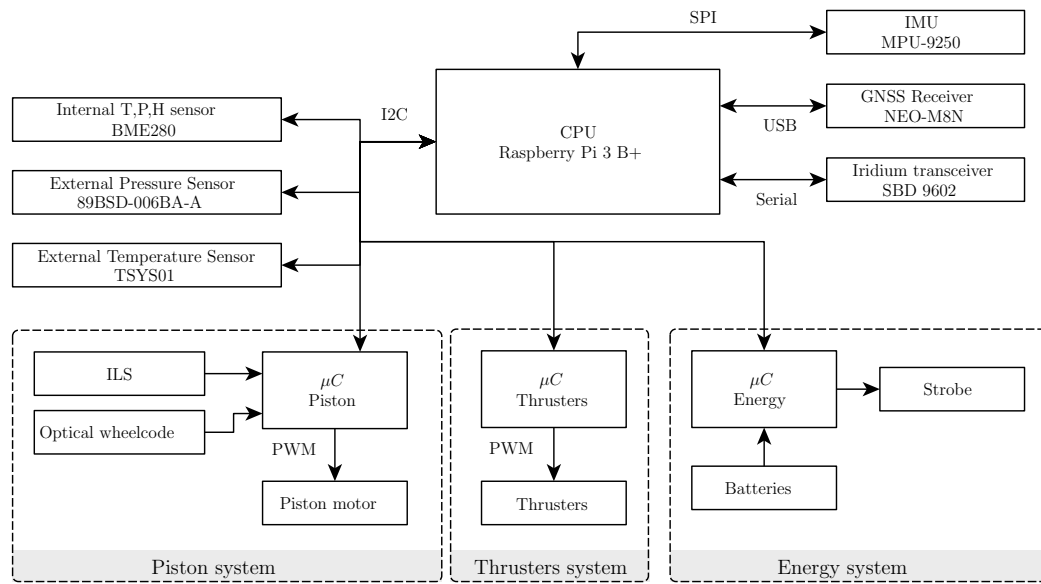 SPI
IMU
MPU-9250
Internal T,P,H sensor
BME280
I2C
CPU
Raspberry Pi 3 B+
USB
GNSS Receiver
NEO-M8N
External Pressure Sensor
89BSD-006BA-A
Serial
Iridium transceiver
SBD 9602
External Temperature Sensor
TSYS01
ILS
Optical wheelcode
μC
Piston
PWM
Piston motor
Piston system
μC
Thrusters
PWM
Thrusters
Thrusters system
μC
Energy
Strobe
Batteries
Energy system